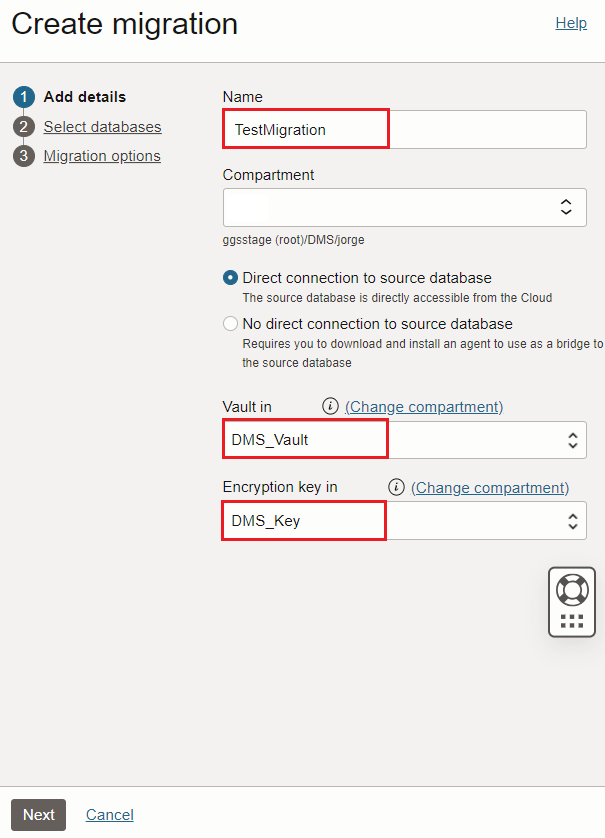 Create migration
Help
1 Add details
2 Select databases
3 Migration options
Name
TestMigration
Compartment
ggsstage (root)/DMS/jorge
Direct connection to source database
The source database is directly accessible from the Cloud
No direct connection to source database
Requires you to download and install an agent to use as a bridge to
the source database
Vault in i (Change compartment)
DMS_Vault
Encryption key in i (Change compartment)
DMS_Key
Next Cancel